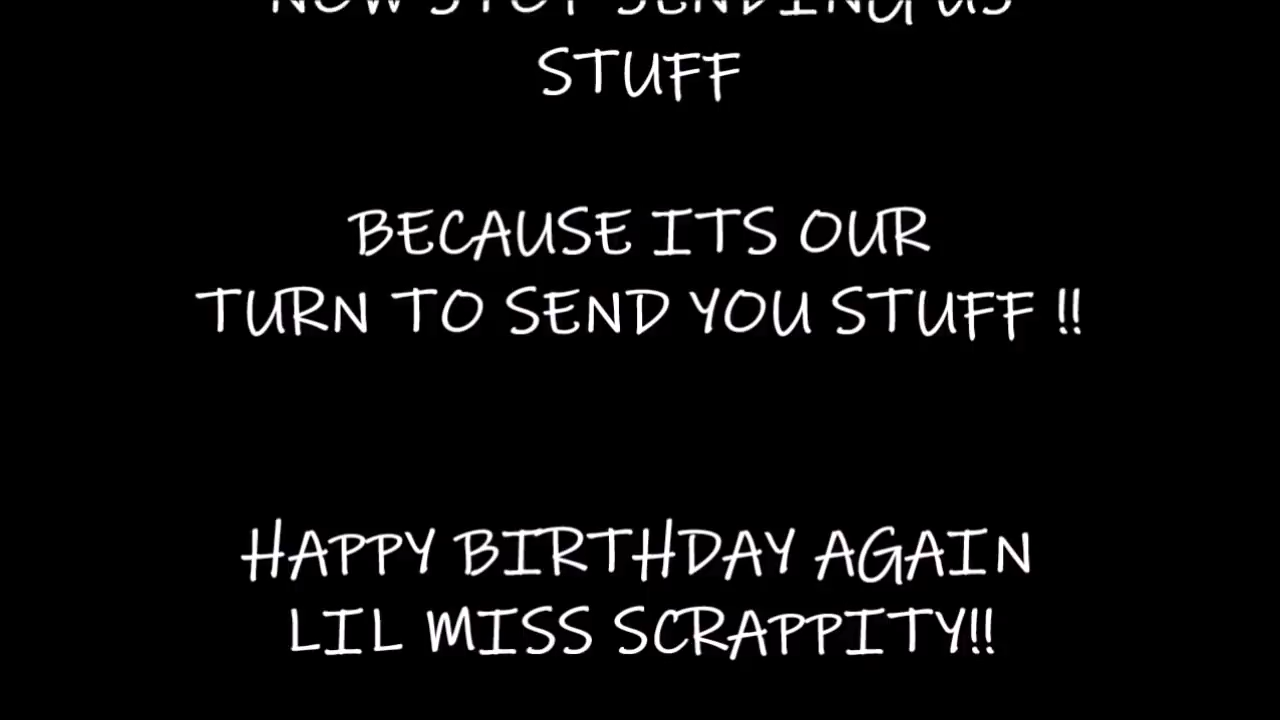 NOW STOP SENDING US
STUFF
BECAUSE ITS OUR
TURN TO SEND YOU STUFF !!
HAPPY BIRTHDAY AGAIN
LIL MISS SCRAPPITY!!